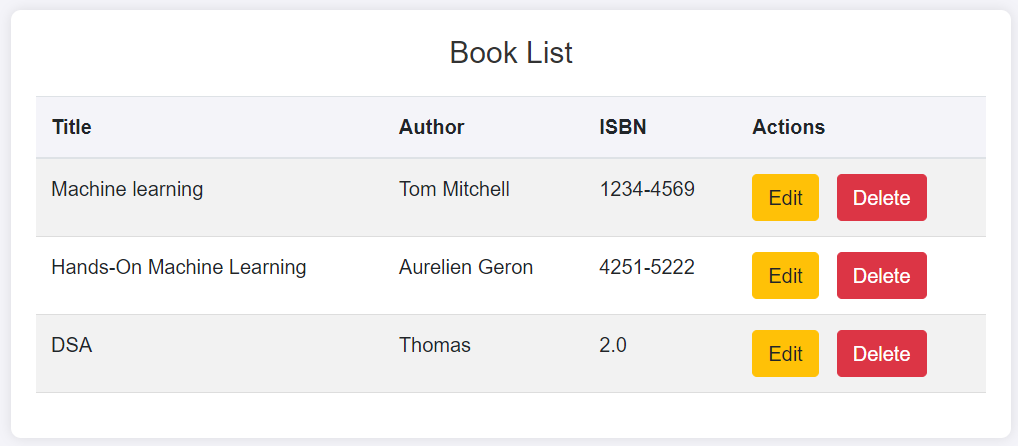 Book List
Title Author ISBN Actions
Machine learning Tom Mitchell 1234-4569 Edit Delete
Hands-On Machine Learning Aurelien Geron 4251-5222 Edit Delete
DSA Thomas 2.0 Edit Delete